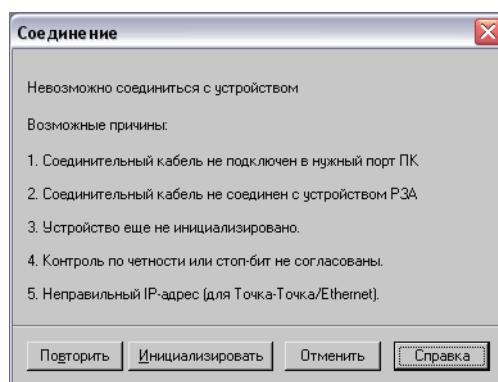 Соединение
Невозможно соединиться с устройством
Возможные причины:
1. Соединительный кабель не подключен в нужный порт ПК
2. Соединительный кабель не соединен с устройством РЗА
3. Устройство еще не инициализировано.
4. Контроль по четности или стоп-бит не согласованы.
5. Неправильный IP-адрес (для Точка-Точка/Ethernet).
Повторить Инициализировать Отменить Справка